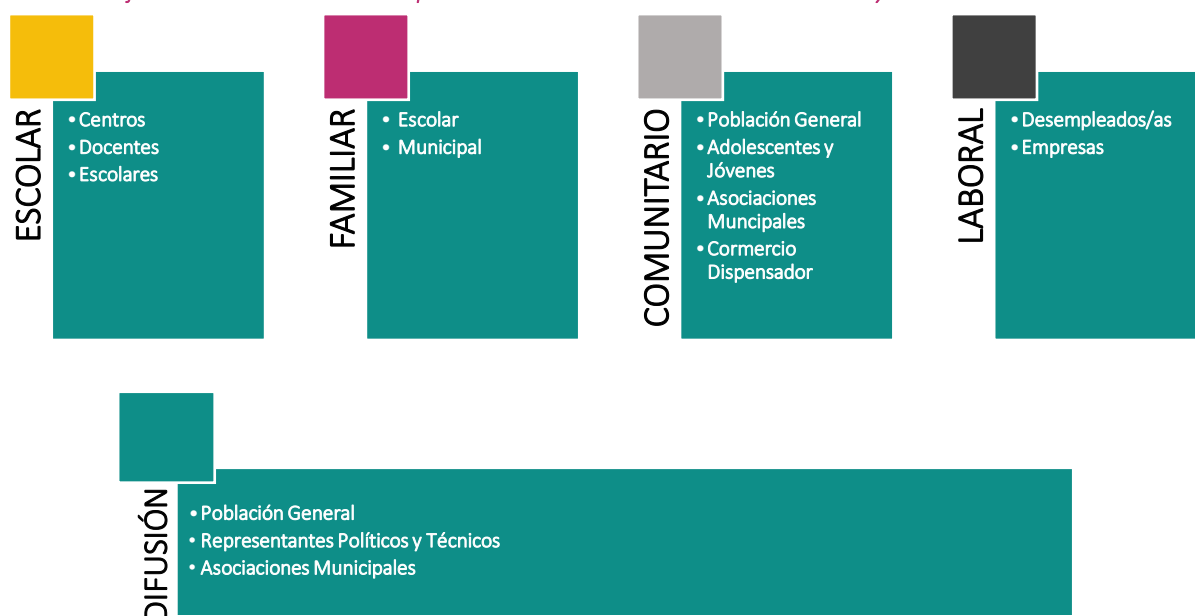 ESCOLAR
• Centros
• Docentes
• Escolares
FAMILIAR
• Escolar
• Municipal
COMUNITARIO
• Población General
• Adolescentes y
Jóvenes
• Asociaciones
Muncipales
• Cormercio
Dispensador
LABORAL
• Desempleados/as
• Empresas
DIFUSIÓN
• Población General
• Representantes Políticos y Técnicos
• Asociaciones Municipales